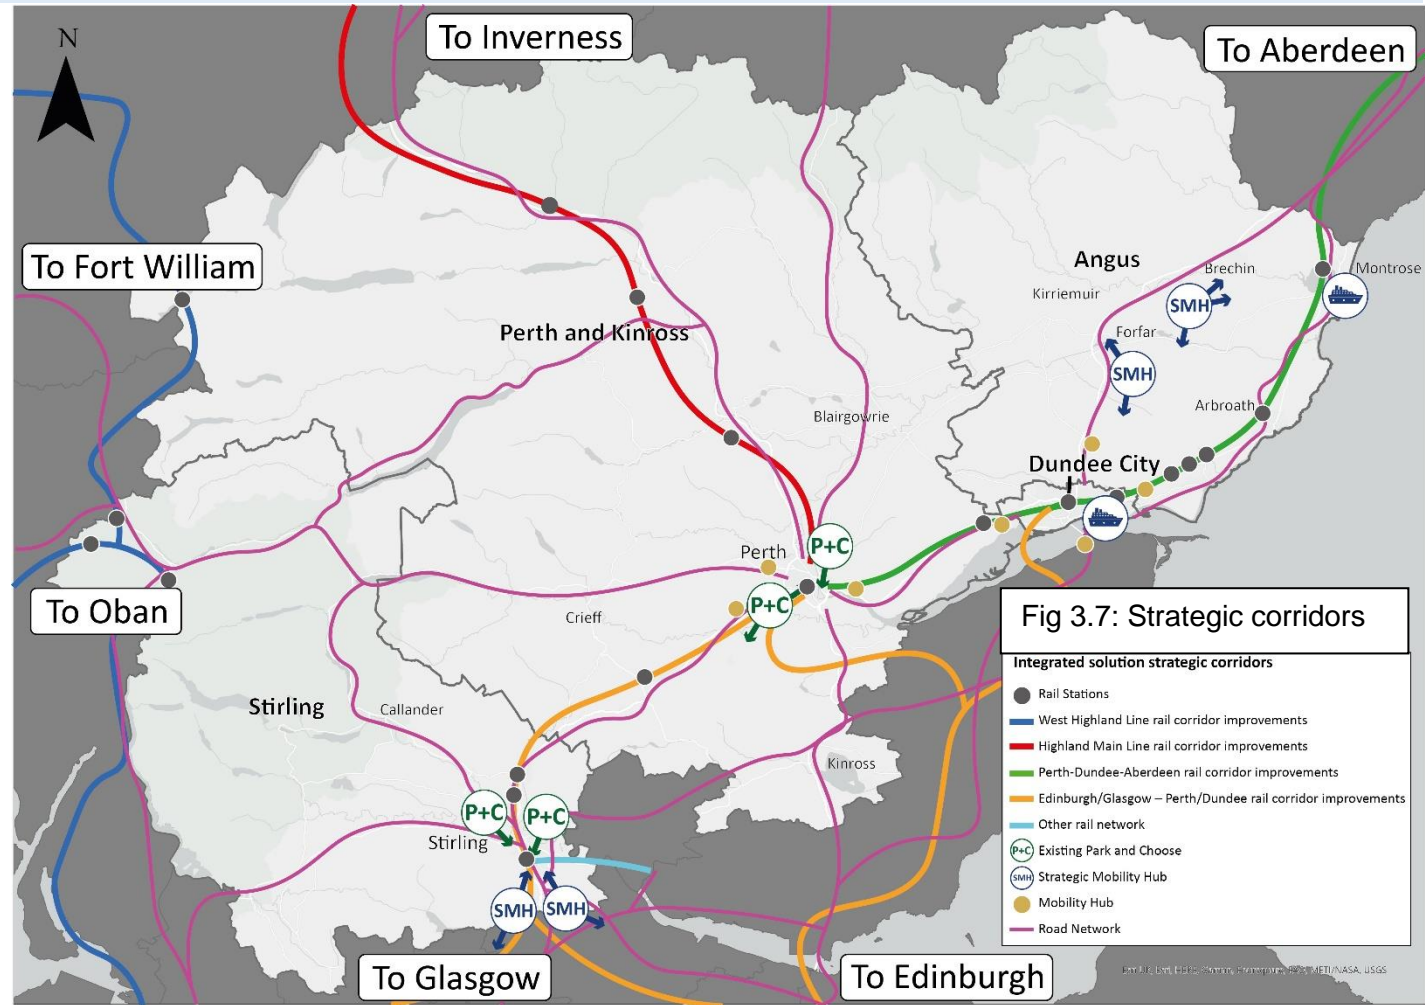 N
To Inverness
To Aberdeen
To Fort William
Angus
Brechin
Montrose
Kirriemuir
SMH
Perth and Kinross
Forfar
SMH
Blairgowrie
Arbroath
Dundee City
Perth
P+C
P+C
To Oban
Crieff
Stirling
Callander
Kinross
P+C
P+C
Stirling
SMH
SMH
To Glasgow
To Edinburgh
Fig 3.7: Strategic corridors
Integrated solution strategic corridors
Rail Stations
West Highland Line rail corridor improvements
Highland Main Line rail corridor improvements
Perth-Dundee-Aberdeen rail corridor improvements
Edinburgh/Glasgow – Perth/Dundee rail corridor improvements
Other rail network
P+C Existing Park and Choose
SMH Strategic Mobility Hub
Mobility Hub
Road Network
METI/NASA, USGS